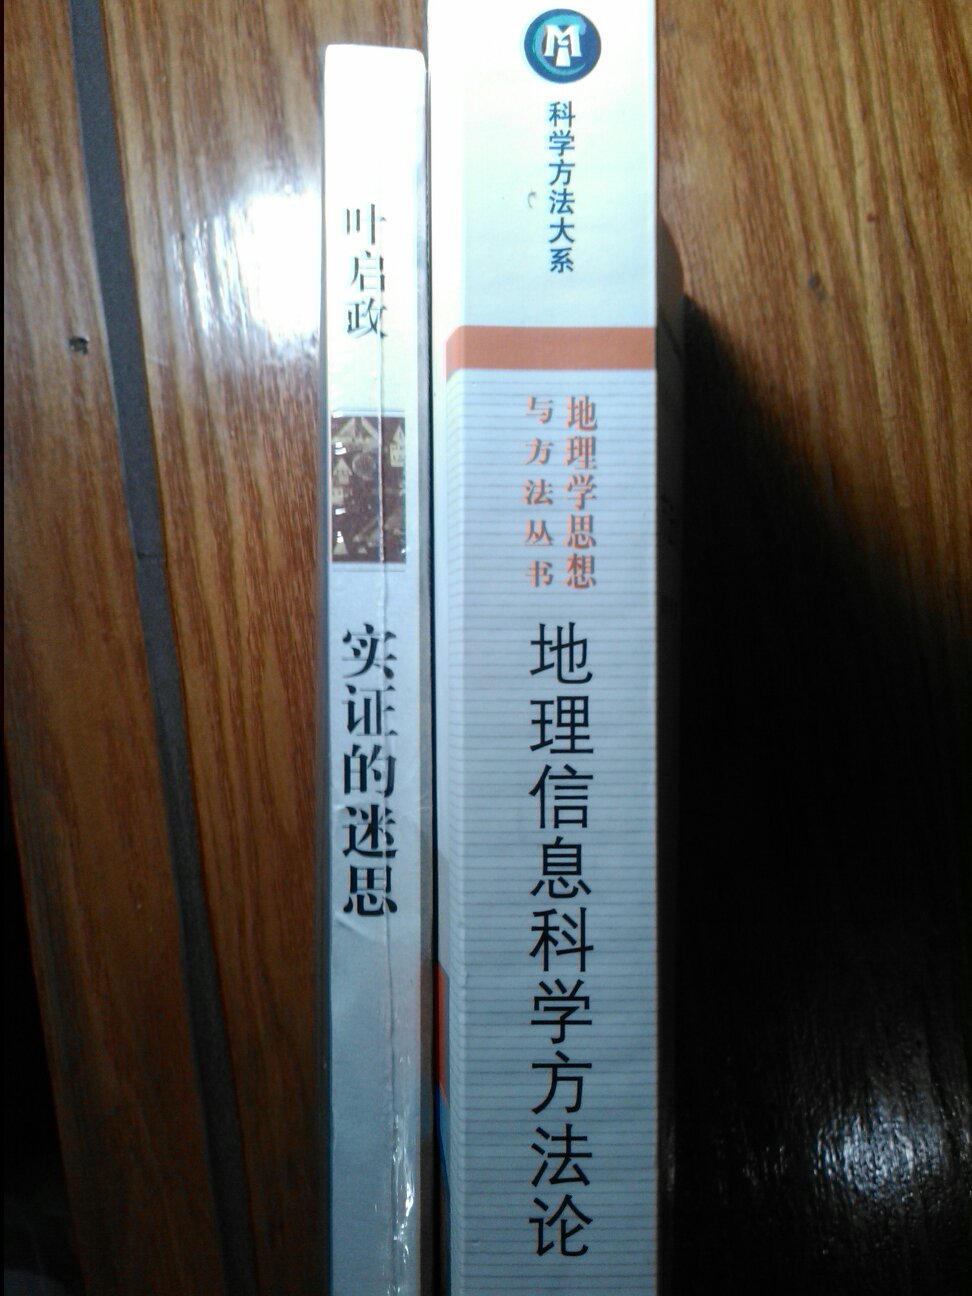 叶启政
实证的迷思
科学方法大系
地理学思想
与方法丛书
地理信息科学方法论